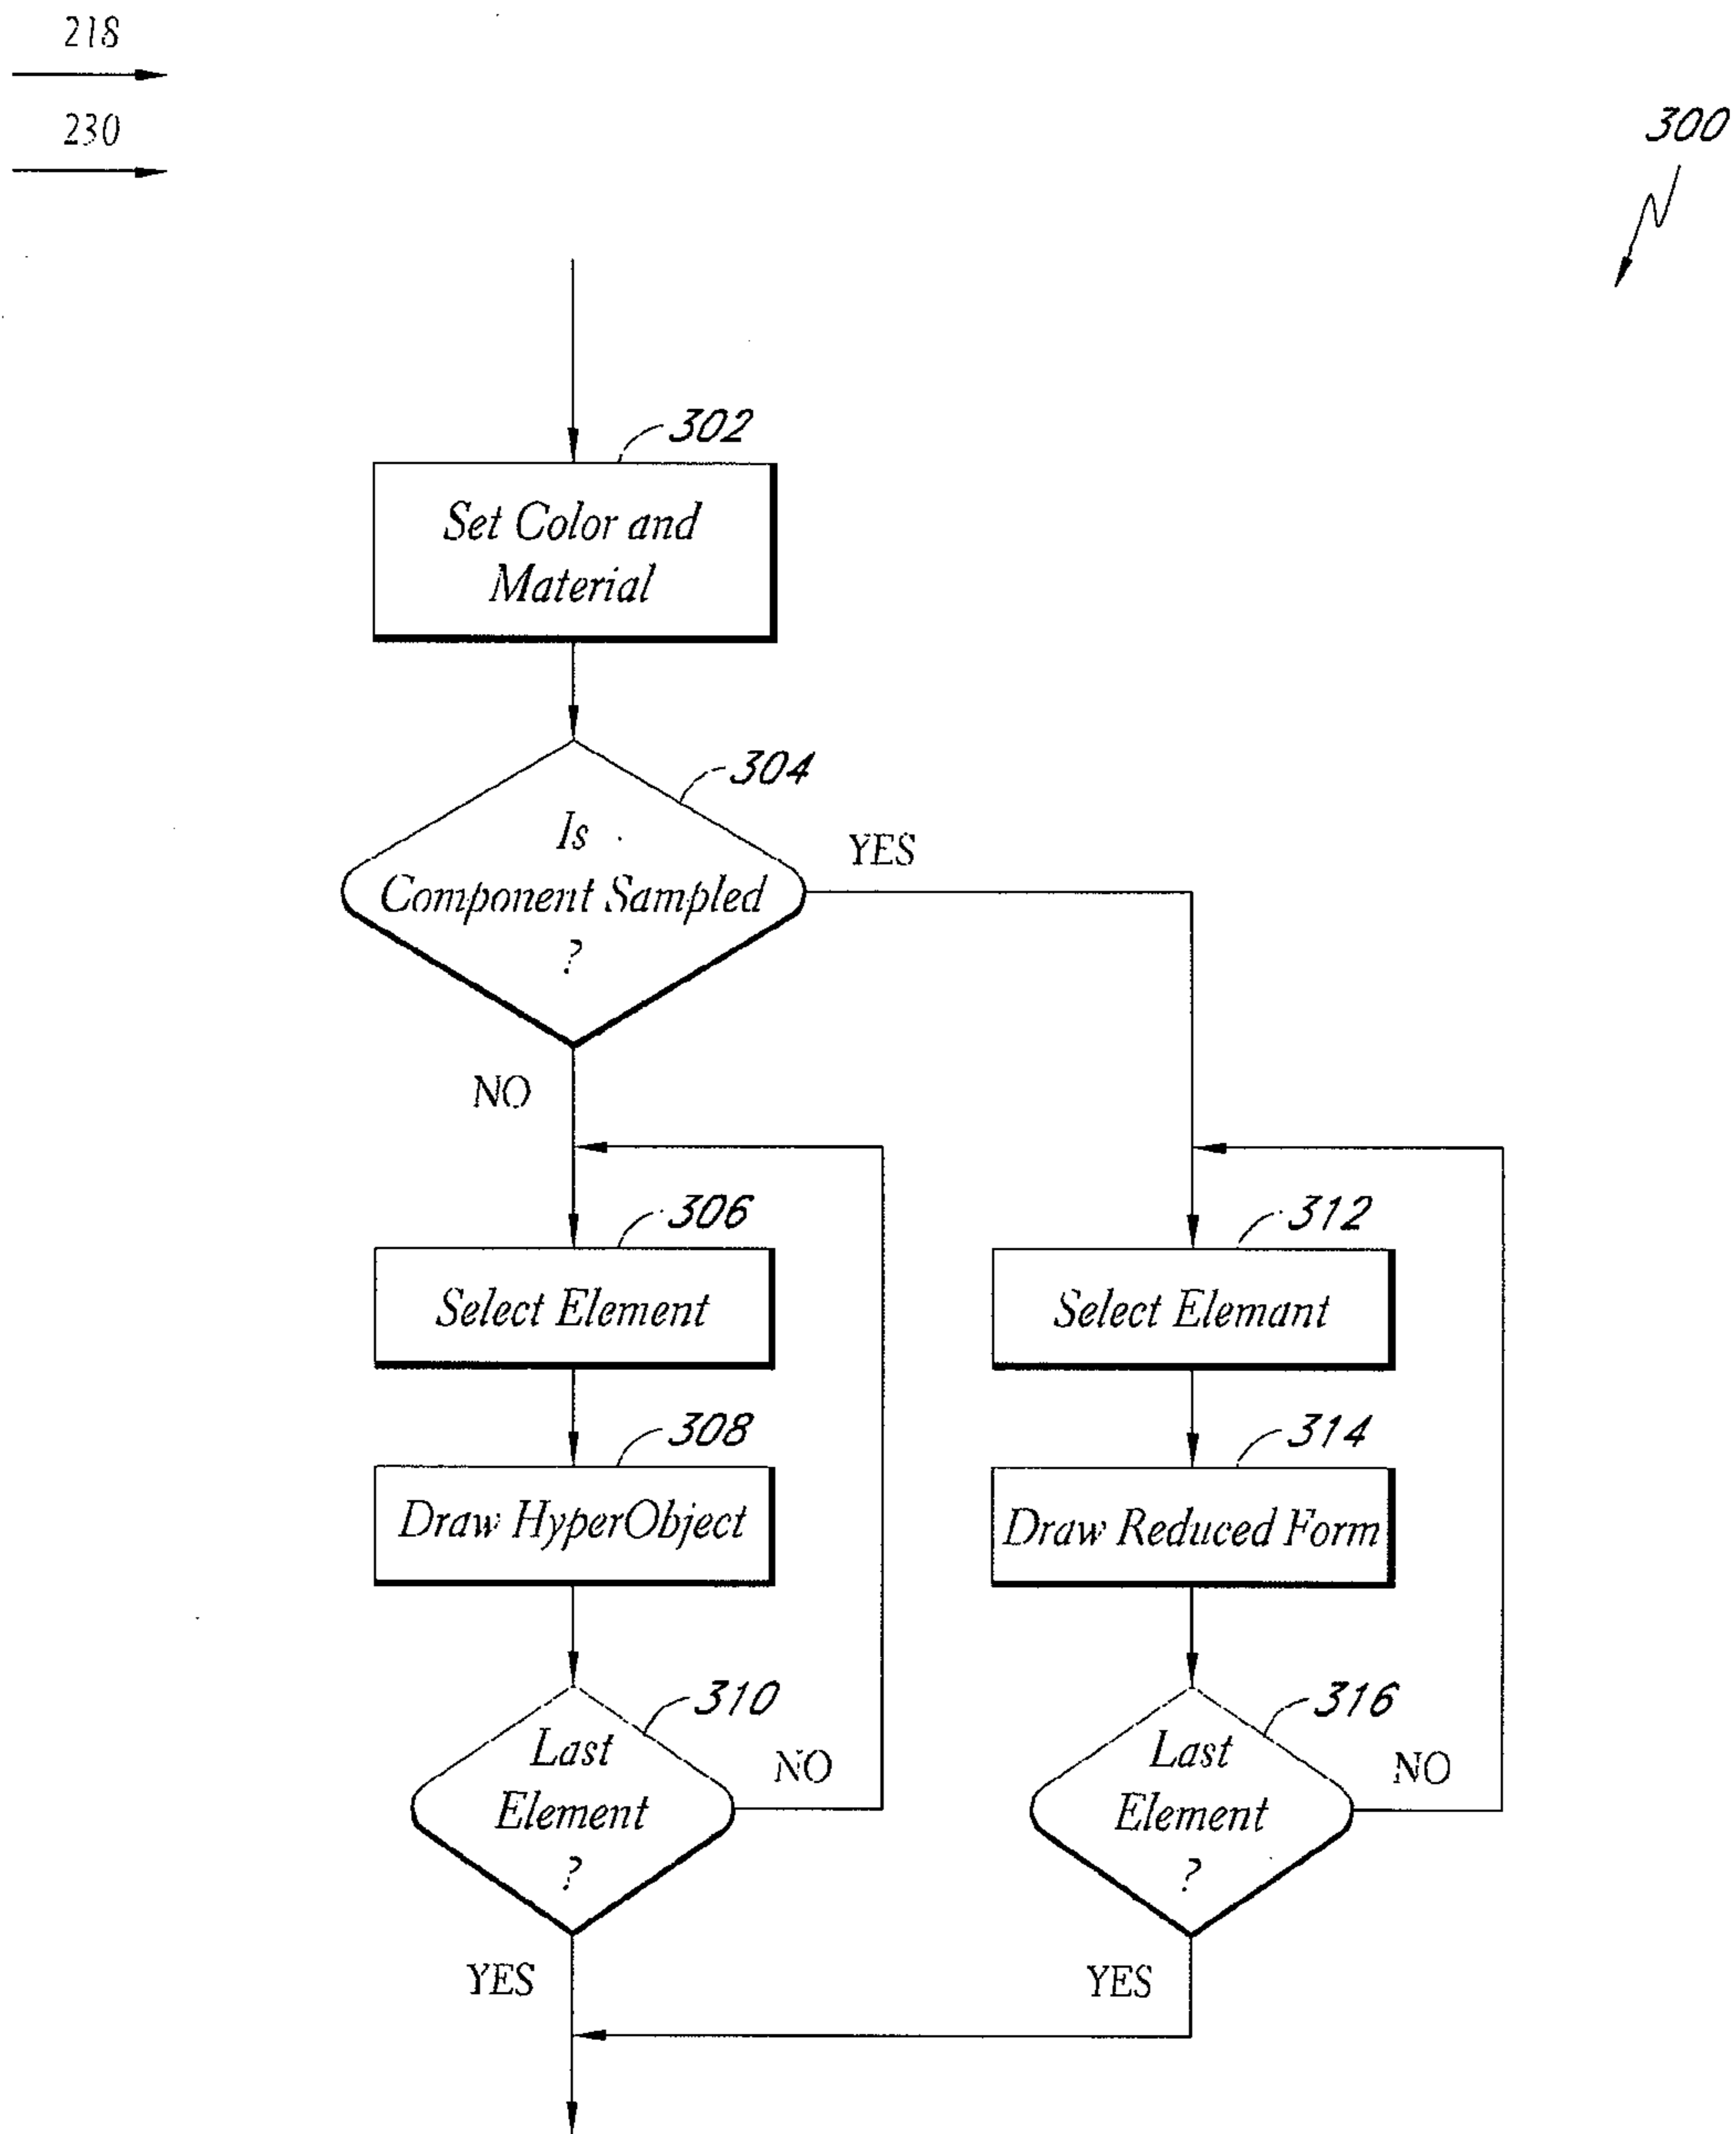 218
230
300
302
Set Color and
Material
304
Is
Component Sampled
?
YES
NO
306
Select Element
308
Draw HyperObject
310
Last
Element
?
NO
YES
312
Select Elemant
314
Draw Reduced Form
316
Last
Element
?
NO
YES